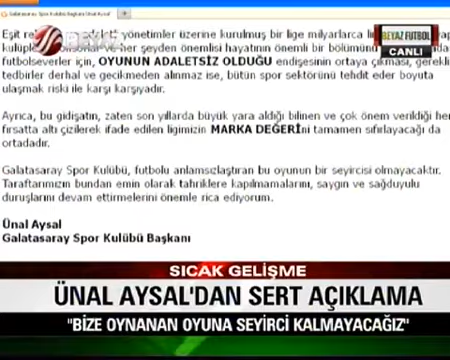 Galatasaray Spor Kulübü Başkanı Ünal Aysal'
BEYAZ
BEYAZ FUTBOL
CANLI
Eşit yönetimler üzerine kurulmuş bir lige milyarlarca
her şeyden önemlisi hayatının önemli bir bölümünü
futbolseverler için, OYUNUN ADALETSİZ OLDUĞU endişesinin ortaya çıkması,
tedbirler derhal ve gecikmeden alınmaz ise, bütün spor sektörünü tehdit eder boyuta
ulaşmak riski ile karşı karşıyadır.
Ayrıca, bu gidişatın, zaten son yıllarda büyük yara aldığı bilinen ve çok önem verildiği
fırsatta altı çizilerek ifade edilen ligimizin MARKA DEĞERİni tamamen sıfırlayacağı da
ortadadır.
Galatasaray Spor Kulübü, futbolu anlamsızlaştıran bu oyunun bir seyircisi olmayacaktır.
Taraftarımızın bundan emin olarak tahriklere kapılmamalarını, saygın ve sağduyulu
duruşlarını devam ettirmelerini önemle rica ediyorum.
Ünal Aysal
Galatasaray Spor Kulübü Başkanı
SICAK GELİŞME
ÜNAL AYSAL'DAN SERT AÇIKLAMA
"BİZE OYNANAN OYUNA SEYİRCİ KALMAYACAĞIZ"